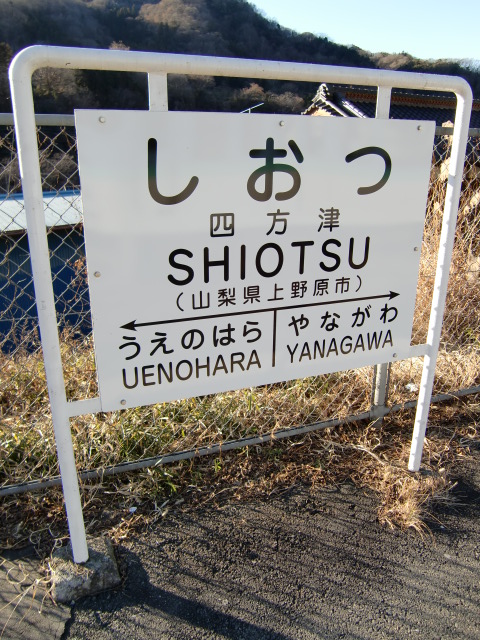 しおつ
四方津
SHIOTSU
(山梨県上野原市)
うえのはら やながわ
UENOHARA YANAGAWA